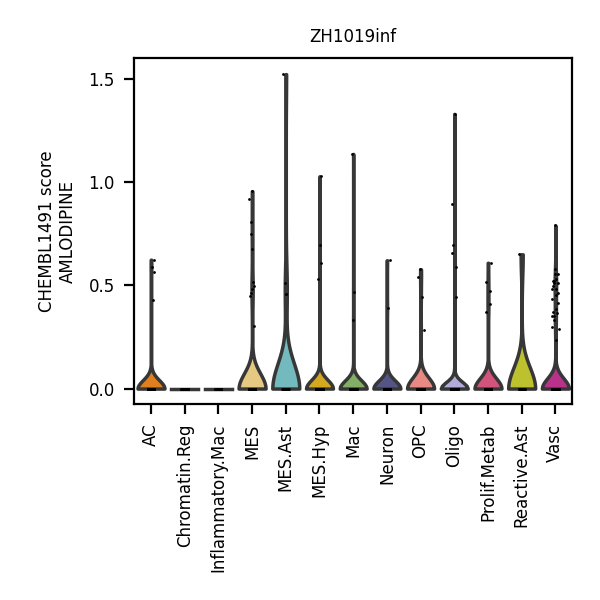 ZH1019inf
CHEMBL1491 score
AMLODIPINE
1.5
1.0
0.5
0.0
AC
Chromatin.Reg
Inflammatory.Mac
MES
MES.Ast
MES.Hyp
Mac
Neuron
OPC
Oligo
Prolif.Metab
Reactive.Ast
Vasc